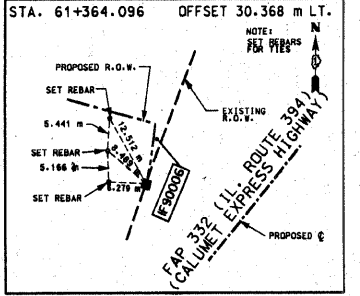 STA. 61+364.096 OFFSET 30.368 m LT.
NOTE:
SET REBARS
FOR TIES
N
PROPOSED R.O.W.
SET REBAR
EXISTING
R.O.W.
5.441 m
12.512 m
SET REBAR
5.166 m
SET REBAR
IF90006
FAP 332 (IL. ROUTE 394)
(CALUMET EXPRESS HIGHWAY)
PROPOSED ℄